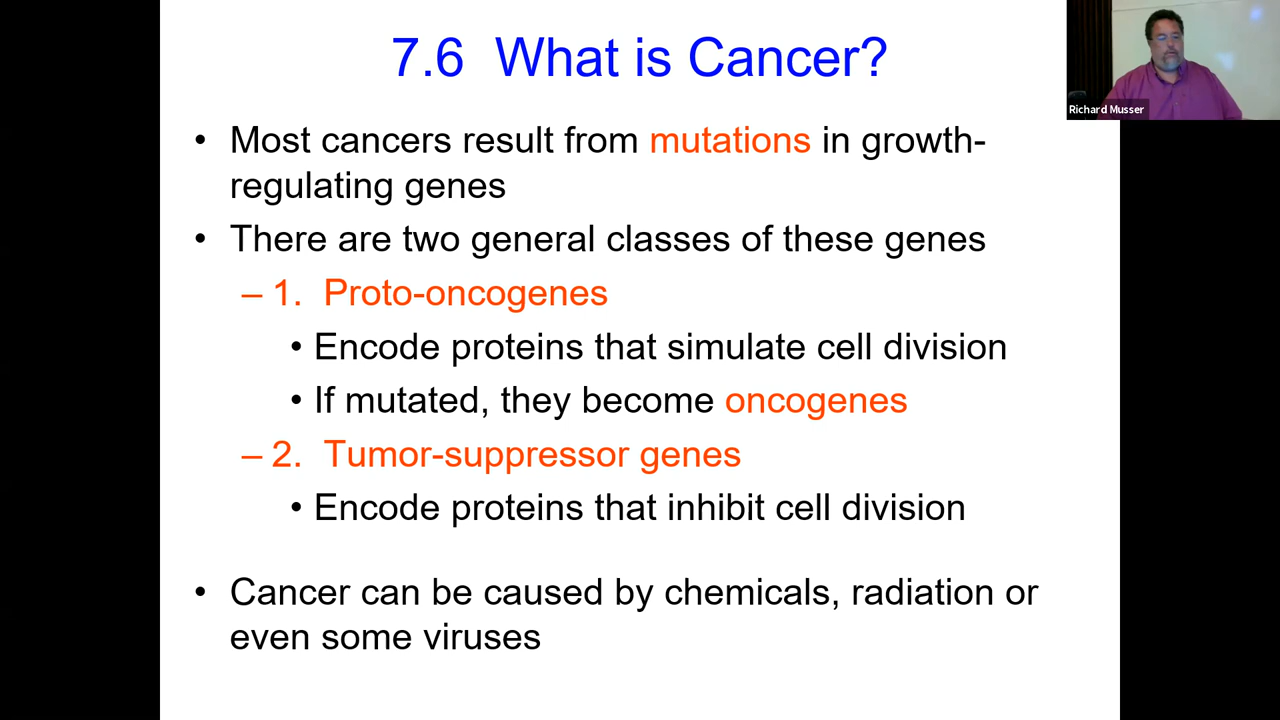 7.6 What is Cancer?
Richard Musser
• Most cancers result from mutations in growth-
regulating genes
• There are two general classes of these genes
– 1. Proto-oncogenes
• Encode proteins that simulate cell division
• If mutated, they become oncogenes
– 2. Tumor-suppressor genes
• Encode proteins that inhibit cell division
• Cancer can be caused by chemicals, radiation or
even some viruses